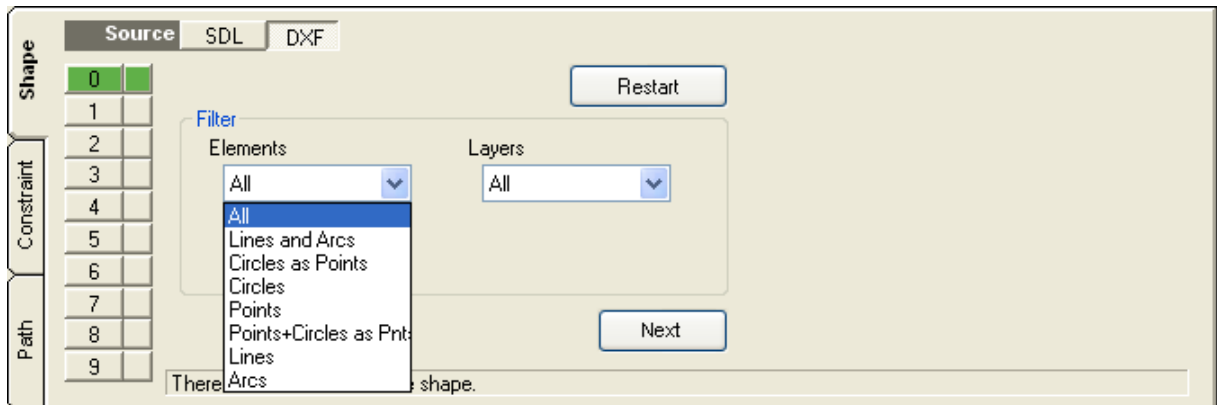 Shape
Constraint
Path
Source SDL DXF
0
1
2
3
4
5
6
7
8
9
Restart
Filter
Elements
Layers
All
All
All
Lines and Arcs
Circles as Points
Circles
Points
Points+Circles as Pnts
Lines
Arcs
Next
There shape.